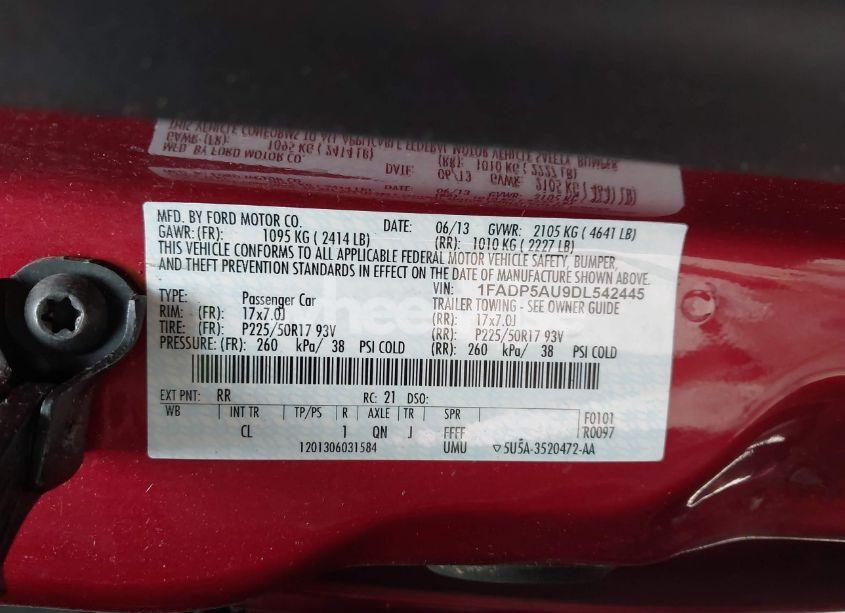 MFD. BY FORD MOTOR CO. DATE: 06/13 GVWR: 2105 KG ( 4641 LB)
GAWR: (FR): 1095 KG ( 2414 LB) (RR): 1010 KG ( 2227 LB)
THIS VEHICLE CONFORMS TO ALL APPLICABLE FEDERAL MOTOR VEHICLE SAFETY, BUMPER,
AND THEFT PREVENTION STANDARDS IN EFFECT ON THE DATE OF MANUFACTURE SHOWN ABOVE.
VIN: 1FADP5AU9DL542445
TYPE: Passenger Car TRAILER TOWING - SEE OWNER GUIDE
RIM: (FR): 17x7.0J (RR): 17x7.0J
TIRE: (FR): P225/50R17 93V (RR): P225/50R17 93V
PRESSURE: (FR): 260 kPa/ 38 PSI COLD (RR): 260 kPa/ 38 PSI COLD
EXT PNT: RR RC: 21 DSO:
WB INT TR TP/PS R AXLE TR SPR F0101
CL 1 QN J FFFF R0097
1201306031584 UMU ▽5U5A-3520472-AA